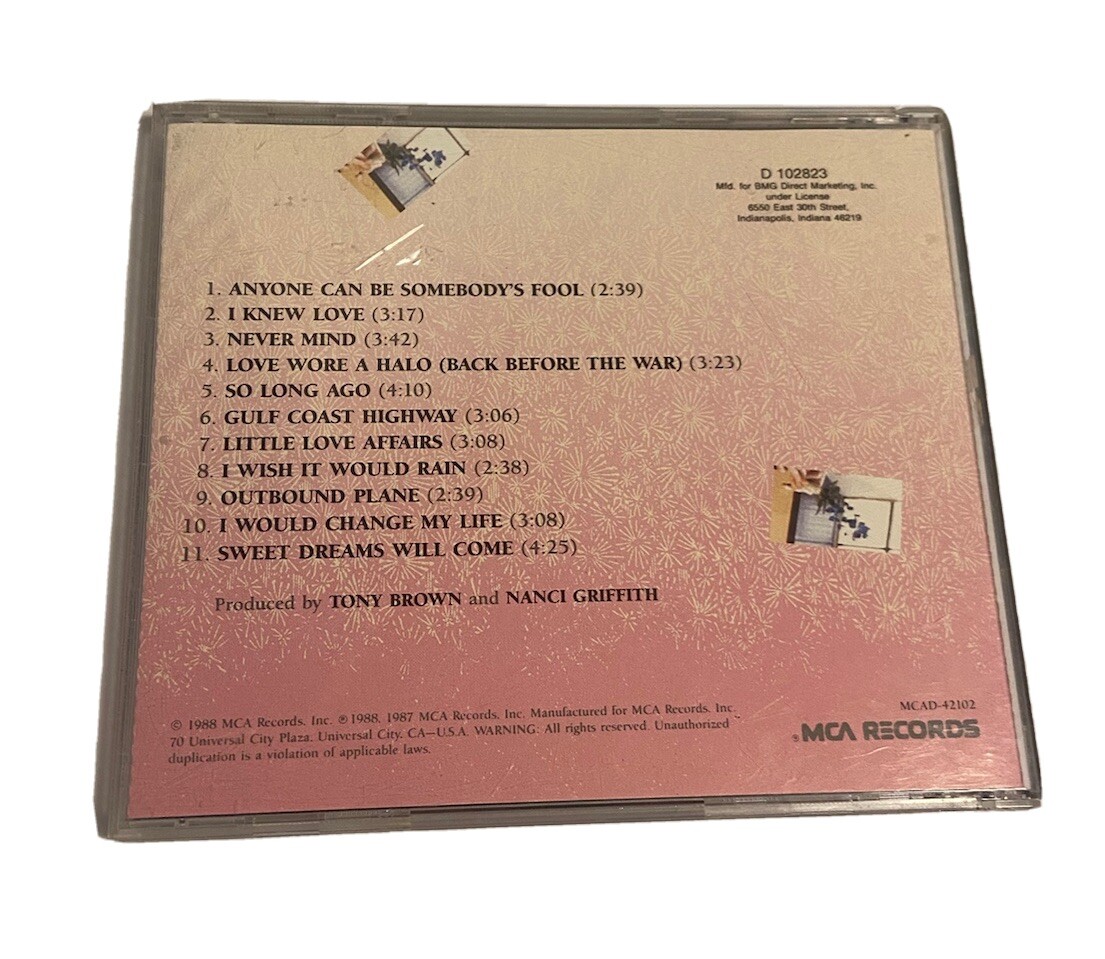 D 102823
Mfd. for BMG Direct Marketing, Inc.
under License
6550 East 30th Street,
Indianapolis, Indiana 46219
1. ANYONE CAN BE SOMEBODY'S FOOL (2:39)
2. I KNEW LOVE (3:17)
3. NEVER MIND (3:42)
4. LOVE WORE A HALO (BACK BEFORE THE WAR) (3:23)
5. SO LONG AGO (4:10)
6. GULF COAST HIGHWAY (3:06)
7. LITTLE LOVE AFFAIRS (3:08)
8. I WISH IT WOULD RAIN (2:38)
9. OUTBOUND PLANE (2:39)
10. I WOULD CHANGE MY LIFE (3:08)
11. SWEET DREAMS WILL COME (4:25)
Produced by TONY BROWN and NANCI GRIFFITH
© 1988 MCA Records, Inc. ℗ 1988, 1987 MCA Records, Inc. Manufactured for MCA Records, Inc.
70 Universal City Plaza, Universal City, CA—U.S.A. WARNING: All rights reserved. Unauthorized
duplication is a violation of applicable laws.
MCAD-42102
®MCA RECORDS